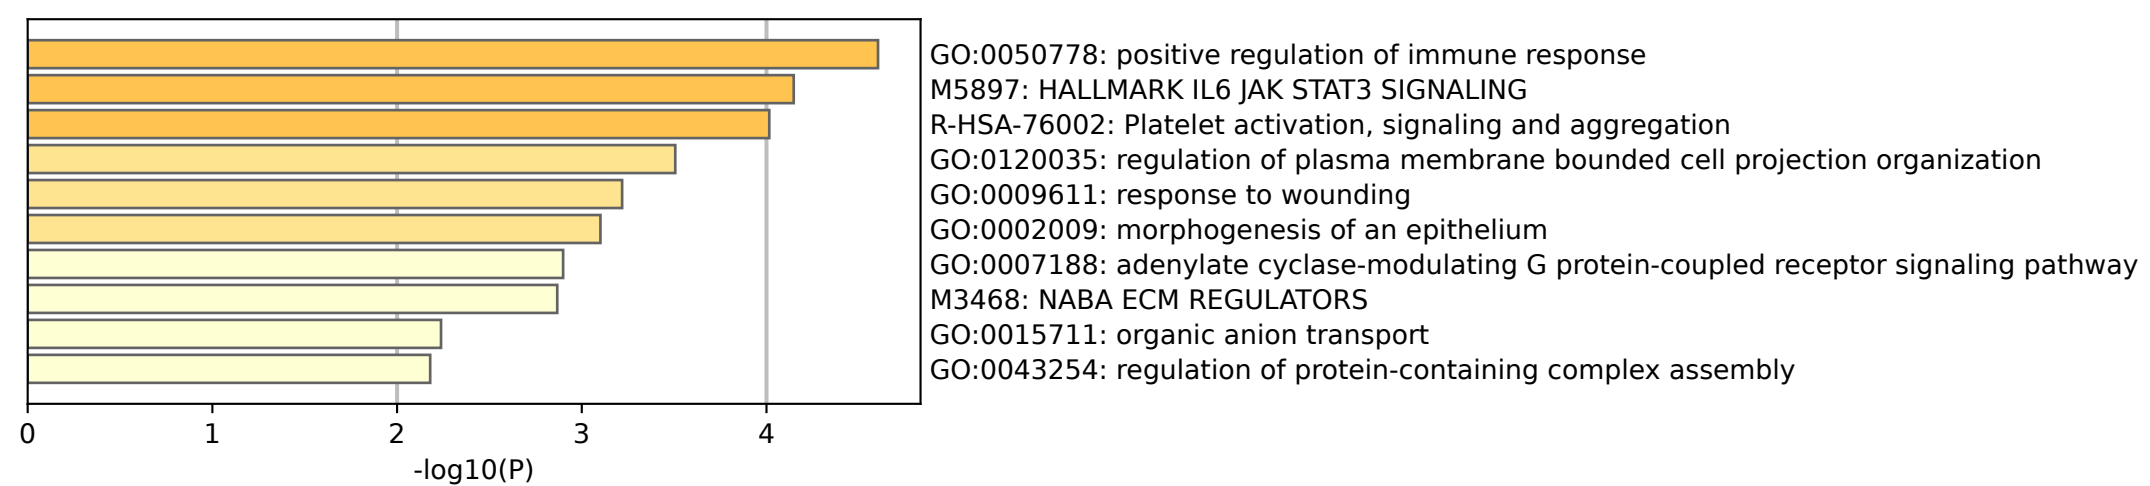 GO:0050778: positive regulation of immune response
M5897: HALLMARK IL6 JAK STAT3 SIGNALING
R-HSA-76002: Platelet activation, signaling and aggregation
GO:0120035: regulation of plasma membrane bounded cell projection organization
GO:0009611: response to wounding
GO:0002009: morphogenesis of an epithelium
GO:0007188: adenylate cyclase-modulating G protein-coupled receptor signaling pathway
M3468: NABA ECM REGULATORS
GO:0015711: organic anion transport
GO:0043254: regulation of protein-containing complex assembly
0 1 2 3 4
-log10(P)